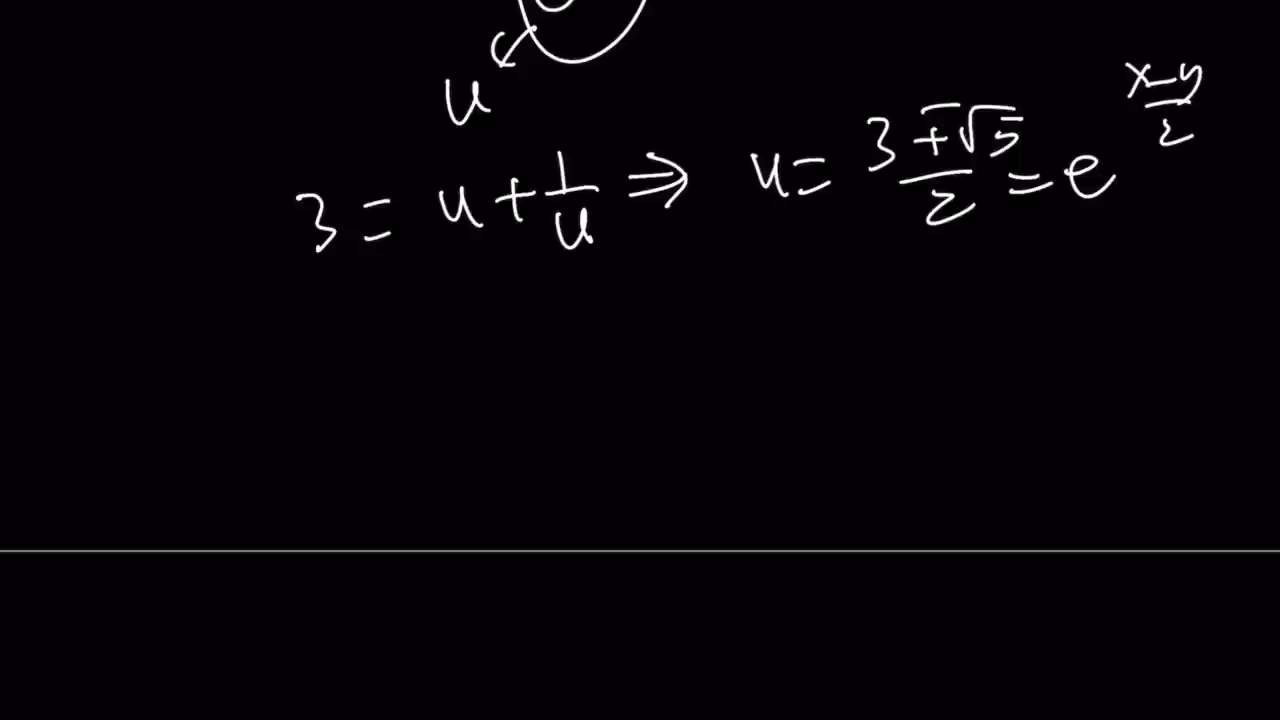 u
3 = u + 1/u ⇒ u = (3 ∓ √5)/2 = e^((x-y)/2)